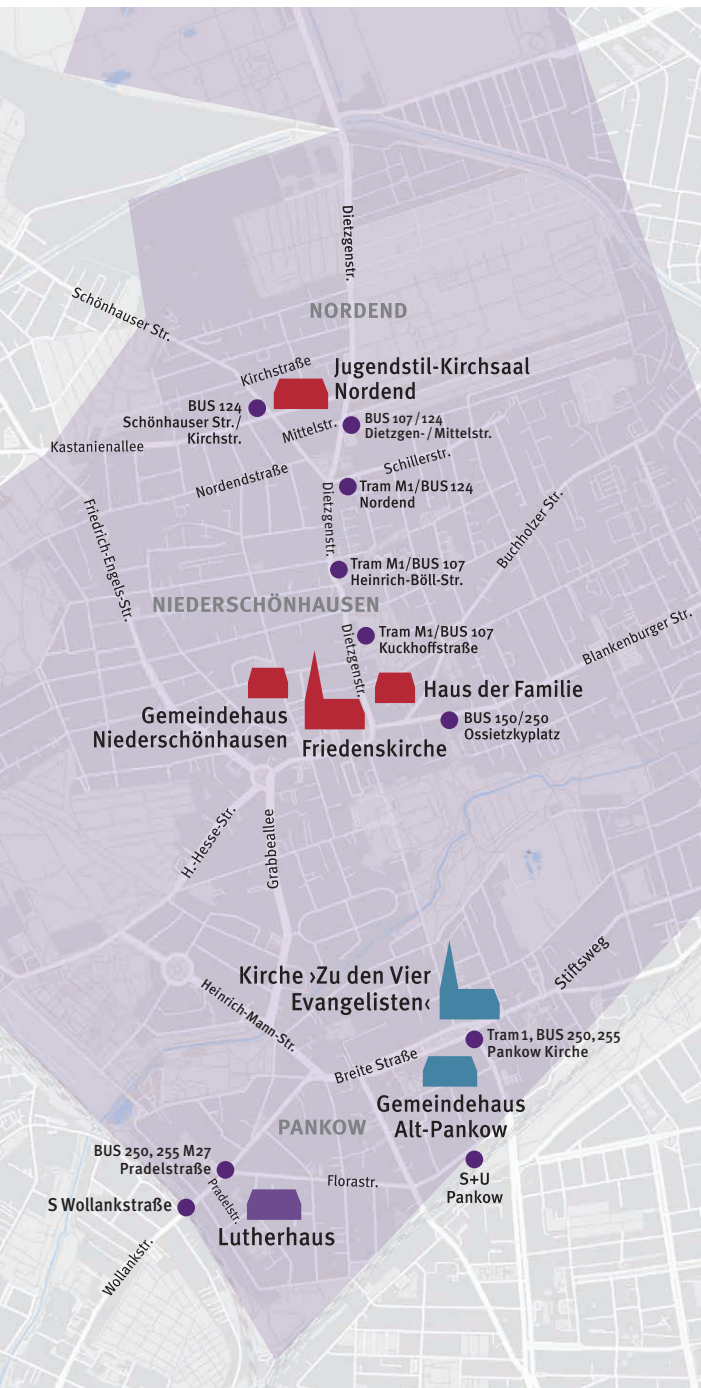 Dietzgenstr.
NORDEND
Schönhauser Str.
Kirchstraße
Jugendstil-Kirchsaal
Nordend
BUS 124
Schönhauser Str./
Kirchstr.
Mittelstr.
BUS 107/124
Dietzgen-/Mittelstr.
Kastanienallee
Nordendstraße
Schillerstr.
Tram M1/BUS 124
Nordend
Dietzgenstr.
Friedrich-Engels-Str.
Buchholzer Str.
Tram M1/BUS 107
Heinrich-Böll-Str.
NIEDERSCHÖNHAUSEN
Tram M1/BUS 107
Kuckhoffstraße
Dietzgenstr.
Blankenburger Str.
Haus der Familie
Gemeindehaus
Niederschönhausen
BUS 150/250
Ossietzkyplatz
Friedenskirche
H.-Hesse-Str.
Grabbeallee
Kirche ›Zu den Vier
Evangelisten‹
Stiftsweg
Heinrich-Mann-Str.
Tram 1, BUS 250, 255
Pankow Kirche
Breite Straße
Gemeindehaus
Alt-Pankow
PANKOW
BUS 250, 255 M27
Pradelstraße
Florastr.
S+U
Pankow
Pradelstr.
S Wollankstraße
Lutherhaus
Wollankstr.